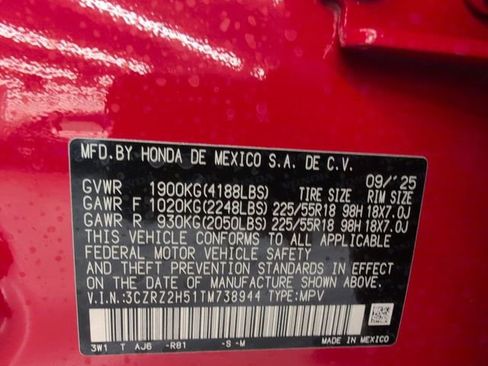 MFD.BY HONDA DE MEXICO S.A. DE C.V.
09/'25
GVWR 1900KG(4188LBS) TIRE SIZE RIM SIZE
GAWR F 1020KG(2248LBS) 225/55R18 98H 18X7.0J
GAWR R 930KG(2050LBS) 225/55R18 98H 18X7.0J
THIS VEHICLE CONFORMS TO ALL APPLICABLE
FEDERAL MOTOR VEHICLE SAFETY
AND THEFT PREVENTION STANDARDS IN EFFECT
ON THE DATE OF MANUFACTURE SHOWN ABOVE.
V.I.N.:3CZRZ2H51TM738944 TYPE:MPV
3W1 T AJ6 -R81 -S -M MADE IN MEXICO